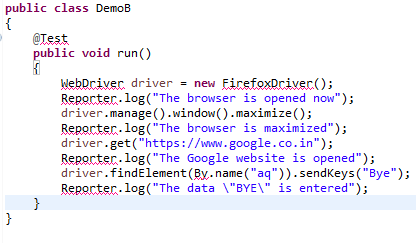 public class DemoB
{
    @Test
    public void run()
    {
        WebDriver driver = new FirefoxDriver();
        Reporter.log("The browser is opened now");
        driver.manage().window().maximize();
        Reporter.log("The browser is maximized");
        driver.get("https://www.google.co.in");
        Reporter.log("The Google website is opened");
        driver.findElement(By.name("aq")).sendKeys("Bye");
        Reporter.log("The data \"BYE\" is entered");
    }
}